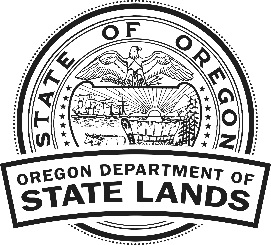 STATE OF OREGON
OREGON DEPARTMENT OF
STATE LANDS